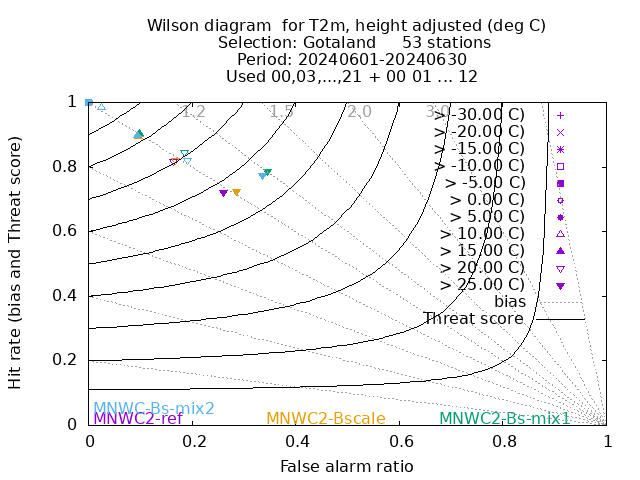 Wilson diagram  for T2m, height adjusted (deg C)
Selection: Gotaland     53 stations
Period: 20240601-20240630
Used 00,03,...,21 + 00 01 ... 12
Hit rate (bias and Threat score)
1
0.8
0.6
0.4
0.2
0
1.2
1.5
2.0
3.0
> -30.00 C)
> -20.00 C)
> -15.00 C)
> -10.00 C)
> -5.00 C)
> 0.00 C)
> 5.00 C)
> 10.00 C)
> 15.00 C)
> 20.00 C)
> 25.00 C)
bias
Threat score
MNWC-Bs-mix2
MNWC2-ref
MNWC2-Bscale
MNWC2-Bs-mix1
0
0.2
0.4
0.6
0.8
1
False alarm ratio